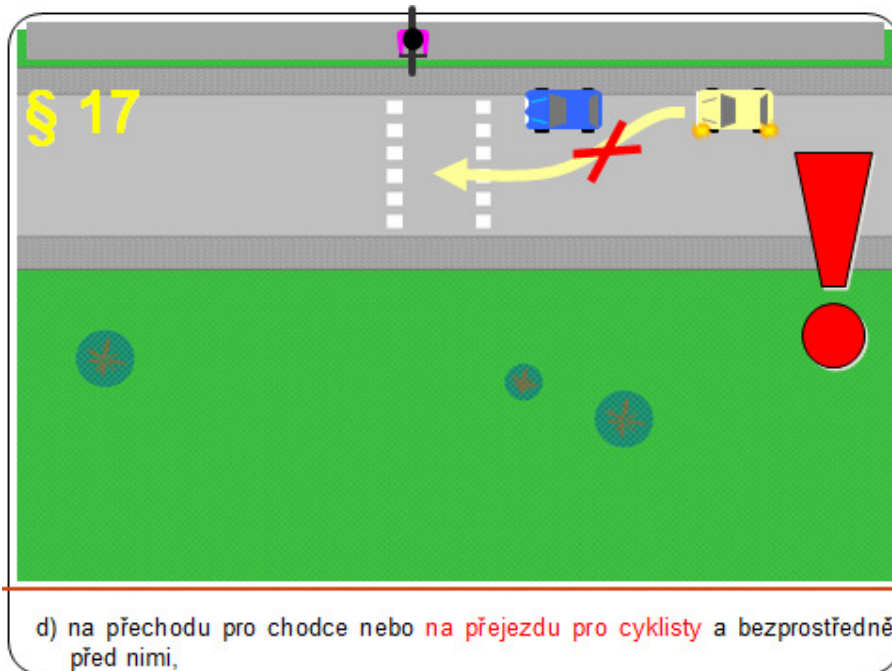 § 17
d) na přechodu pro chodce nebo na přejezdu pro cyklisty a bezprostředně
před nimi,